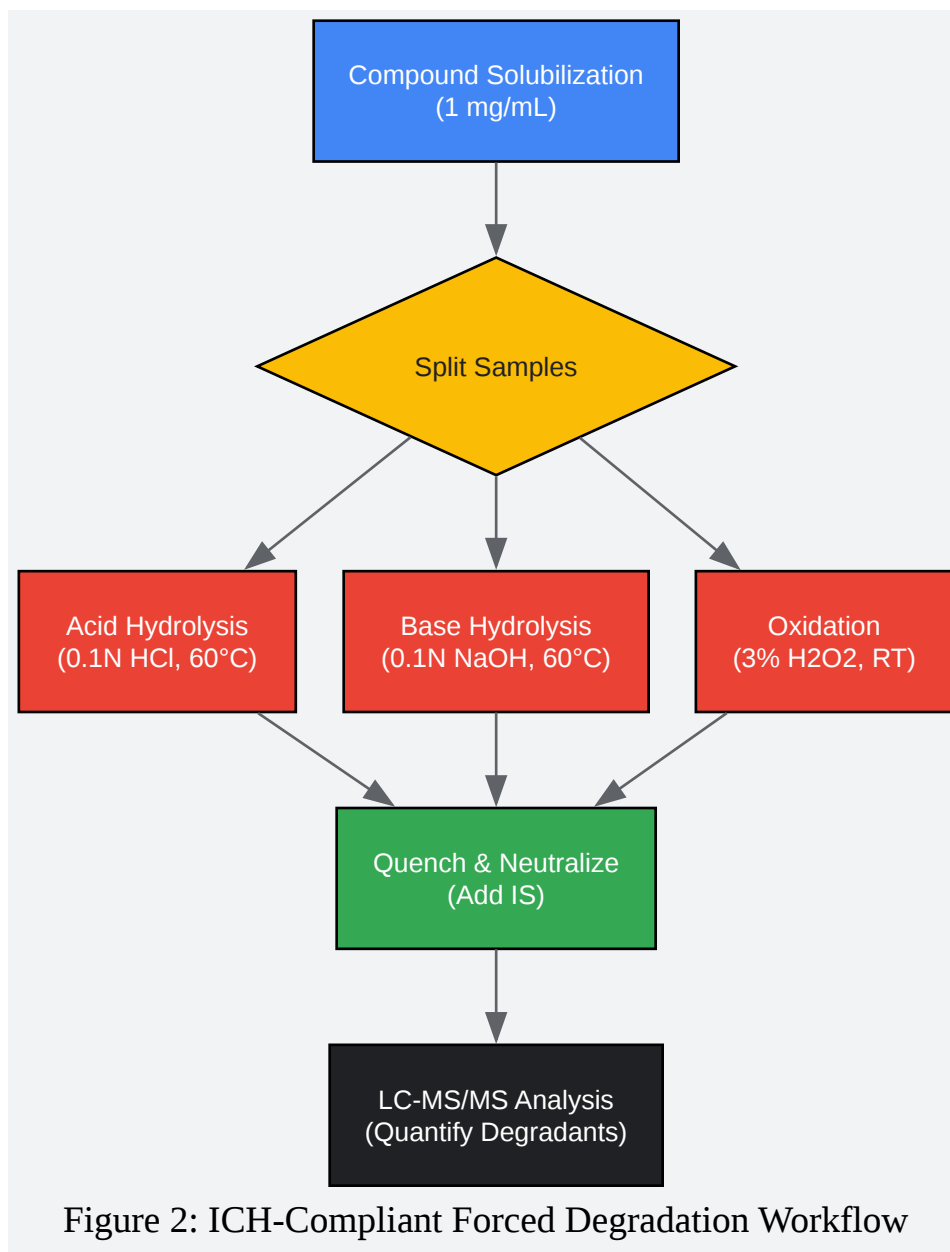 Compound Solubilization
(1 mg/mL)
Split Samples
Acid Hydrolysis
(0.1N HCl, 60°C)
Base Hydrolysis
(0.1N NaOH, 60°C)
Oxidation
(3% H2O2, RT)
Quench & Neutralize
(Add IS)
LC-MS/MS Analysis
(Quantify Degradants)
Figure 2: ICH-Compliant Forced Degradation Workflow